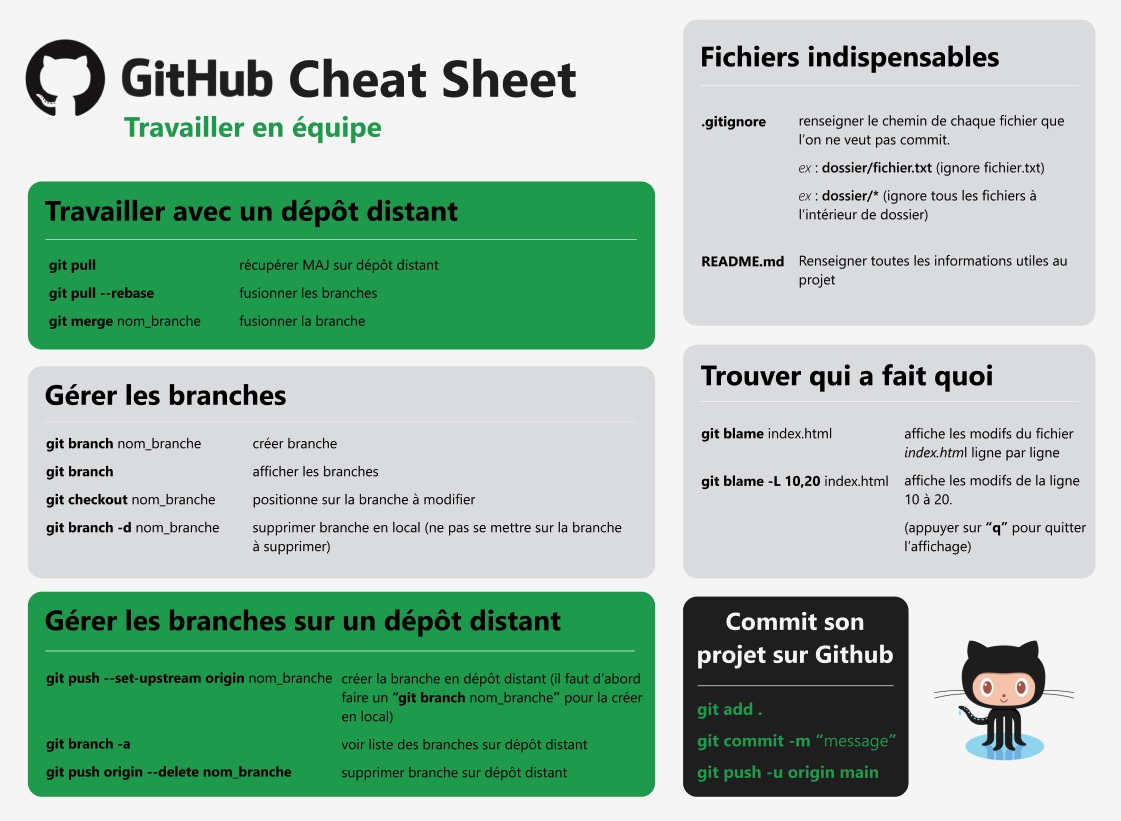 GitHub Cheat Sheet
Travailler en équipe
Travailler avec un dépôt distant
git pull récupérer MAJ sur dépôt distant
git pull --rebase fusionner les branches
git merge nom_branche fusionner la branche
Gérer les branches
git branch nom_branche créer branche
git branch afficher les branches
git checkout nom_branche positionne sur la branche à modifier
git branch -d nom_branche supprimer branche en local (ne pas se mettre sur la branche
à supprimer)
Gérer les branches sur un dépôt distant
git push --set-upstream origin nom_branche créer la branche en dépôt distant (il faut d’abord
faire un “git branch nom_branche” pour la créer
en local)
git branch -a voir liste des branches sur dépôt distant
git push origin --delete nom_branche supprimer branche sur dépôt distant
Fichiers indispensables
.gitignore renseigner le chemin de chaque fichier que
l’on ne veut pas commit.
ex : dossier/fichier.txt (ignore fichier.txt)
ex : dossier/* (ignore tous les fichiers à
l’intérieur de dossier)
README.md Renseigner toutes les informations utiles au
projet
Trouver qui a fait quoi
git blame index.html affiche les modifs du fichier
index.html ligne par ligne
git blame -L 10,20 index.html affiche les modifs de la ligne
10 à 20.
(appuyer sur “q” pour quitter
l’affichage)
Commit son
projet sur Github
git add .
git commit -m “message”
git push -u origin main